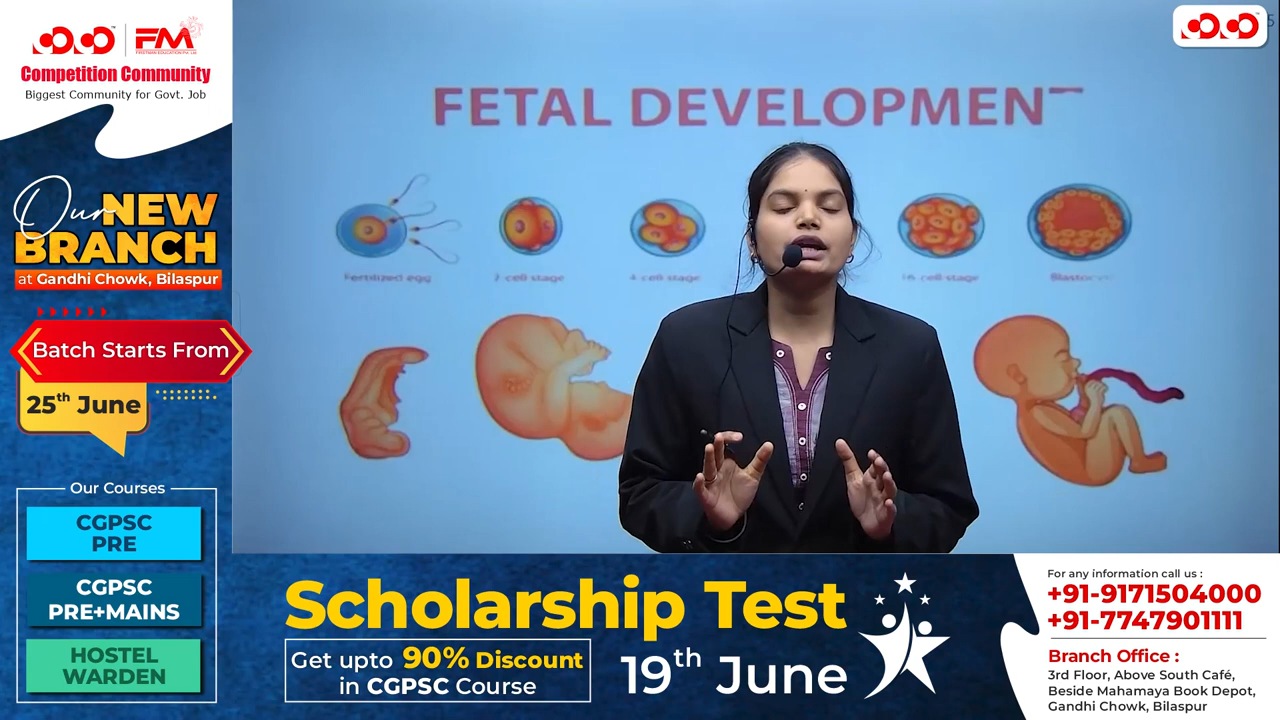 FM
Competition Community
Biggest Community for Govt. Job
Our NEW
BRANCH
at Gandhi Chowk, Bilaspur
Batch Starts From
25th June
Our Courses
CGPSC
PRE
CGPSC
PRE+MAINS
HOSTEL
WARDEN
FETAL DEVELOPMEN
Fertilized egg
2-cell stage
4-cell stage
16-cell-stage
Scholarship Test
Get upto 90% Discount
in CGPSC Course
19th June
For any information call us :
+91-9171504000
+91-7747901111
Branch Office :
3rd Floor, Above South Café,
Beside Mahamaya Book Depot,
Gandhi Chowk, Bilaspur